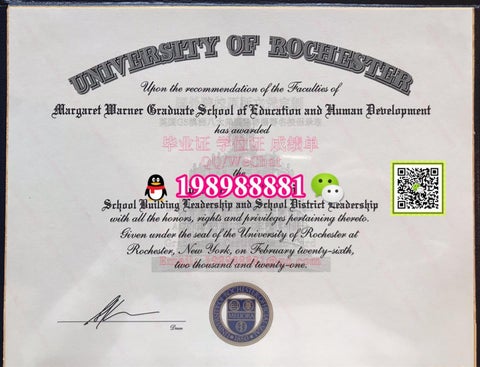 UNIVERSITY OF ROCHESTER
Upon the recommendation of the Faculties of
Margaret Warner Graduate School of Education and Human Development
has awarded
毕业证 学位证 成绩单
QQ/WeChat
the
198988881
School Building Leadership and School District Leadership
with all the honors, rights and privileges pertaining thereto.
Given under the seal of the University of Rochester at
Rochester, New York, on February twenty-sixth,
two thousand and twenty-one.
Dean
MELIORA